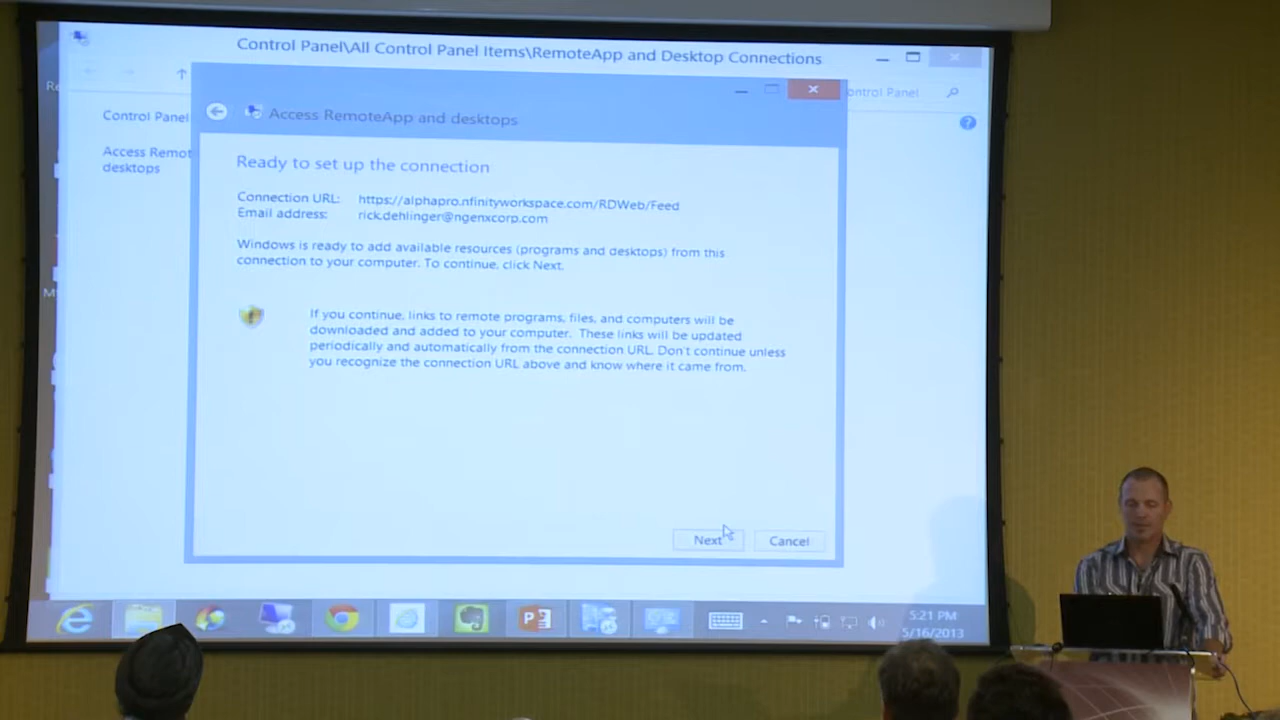 Control Panel\All Control Panel Items\RemoteApp and Desktop Connections
ontrol Panel
Control Panel
Access Remot
desktops
Access RemoteApp and desktops
Ready to set up the connection
Connection URL: https://alphapro.nfinityworkspace.com/RDWeb/Feed
Email address: rick.dehlinger@ngenxcorp.com
Windows is ready to add available resources (programs and desktops) from this
connection to your computer. To continue, click Next.
If you continue, links to remote programs, files, and computers will be
downloaded and added to your computer. These links will be updated
periodically and automatically from the connection URL. Don't continue unless
you recognize the connection URL above and know where it came from.
Next
Cancel
5:21 PM
5/16/2013